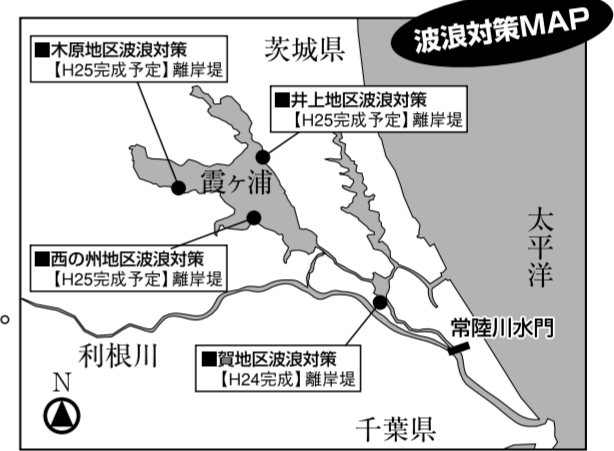 波浪対策MAP
■木原地区波浪対策
【H25完成予定】離岸堤
茨城県
■井上地区波浪対策
【H25完成予定】離岸堤
霞ヶ浦
太平洋
■西の州地区波浪対策
【H25完成予定】離岸堤
常陸川水門
利根川
■賀地区波浪対策
【H24完成】離岸堤
N
千葉県